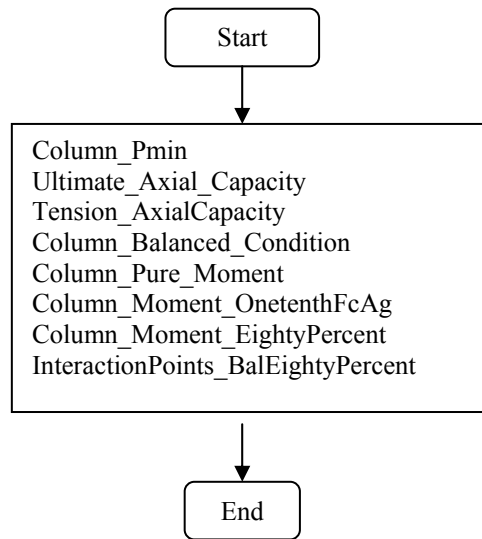 Start
Column_Pmin
Ultimate_Axial_Capacity
Tension_AxialCapacity
Column_Balanced_Condition
Column_Pure_Moment
Column_Moment_OnetenthFcAg
Column_Moment_EightyPercent
InteractionPoints_BalEightyPercent
End